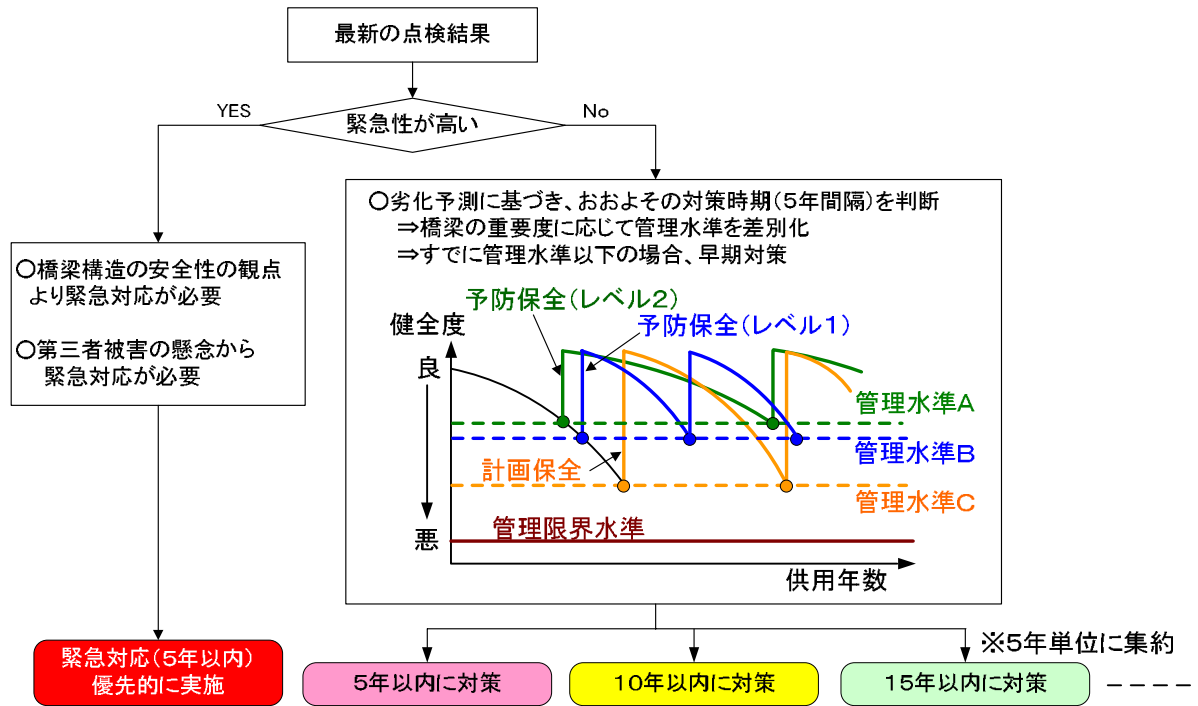 最新の点検結果
YES
緊急性が高い
No
○橋梁構造の安全性の観点
より緊急対応が必要
○第三者被害の懸念から
緊急対応が必要
○劣化予測に基づき、おおよその対策時期(5年間隔)を判断
⇒橋梁の重要度に応じて管理水準を差別化
⇒すでに管理水準以下の場合、早期対策
予防保全(レベル2)
予防保全(レベル1)
健全度
良
悪
管理水準A
管理水準B
計画保全
管理水準C
管理限界水準
供用年数
※5年単位に集約
緊急対応(5年以内)
優先的に実施
5年以内に対策
10年以内に対策
15年以内に対策